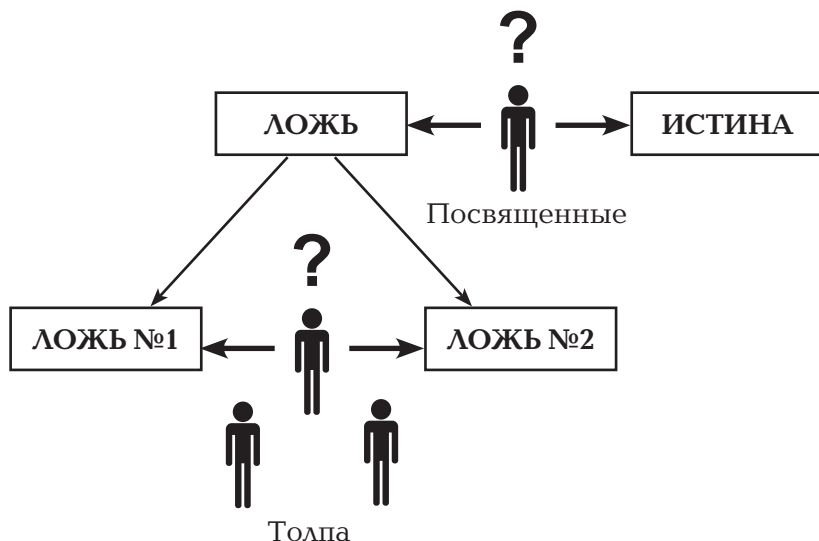 ?
ЛОЖЬ
ИСТИНА
Посвященные
?
ЛОЖЬ №1
ЛОЖЬ №2
Толпа